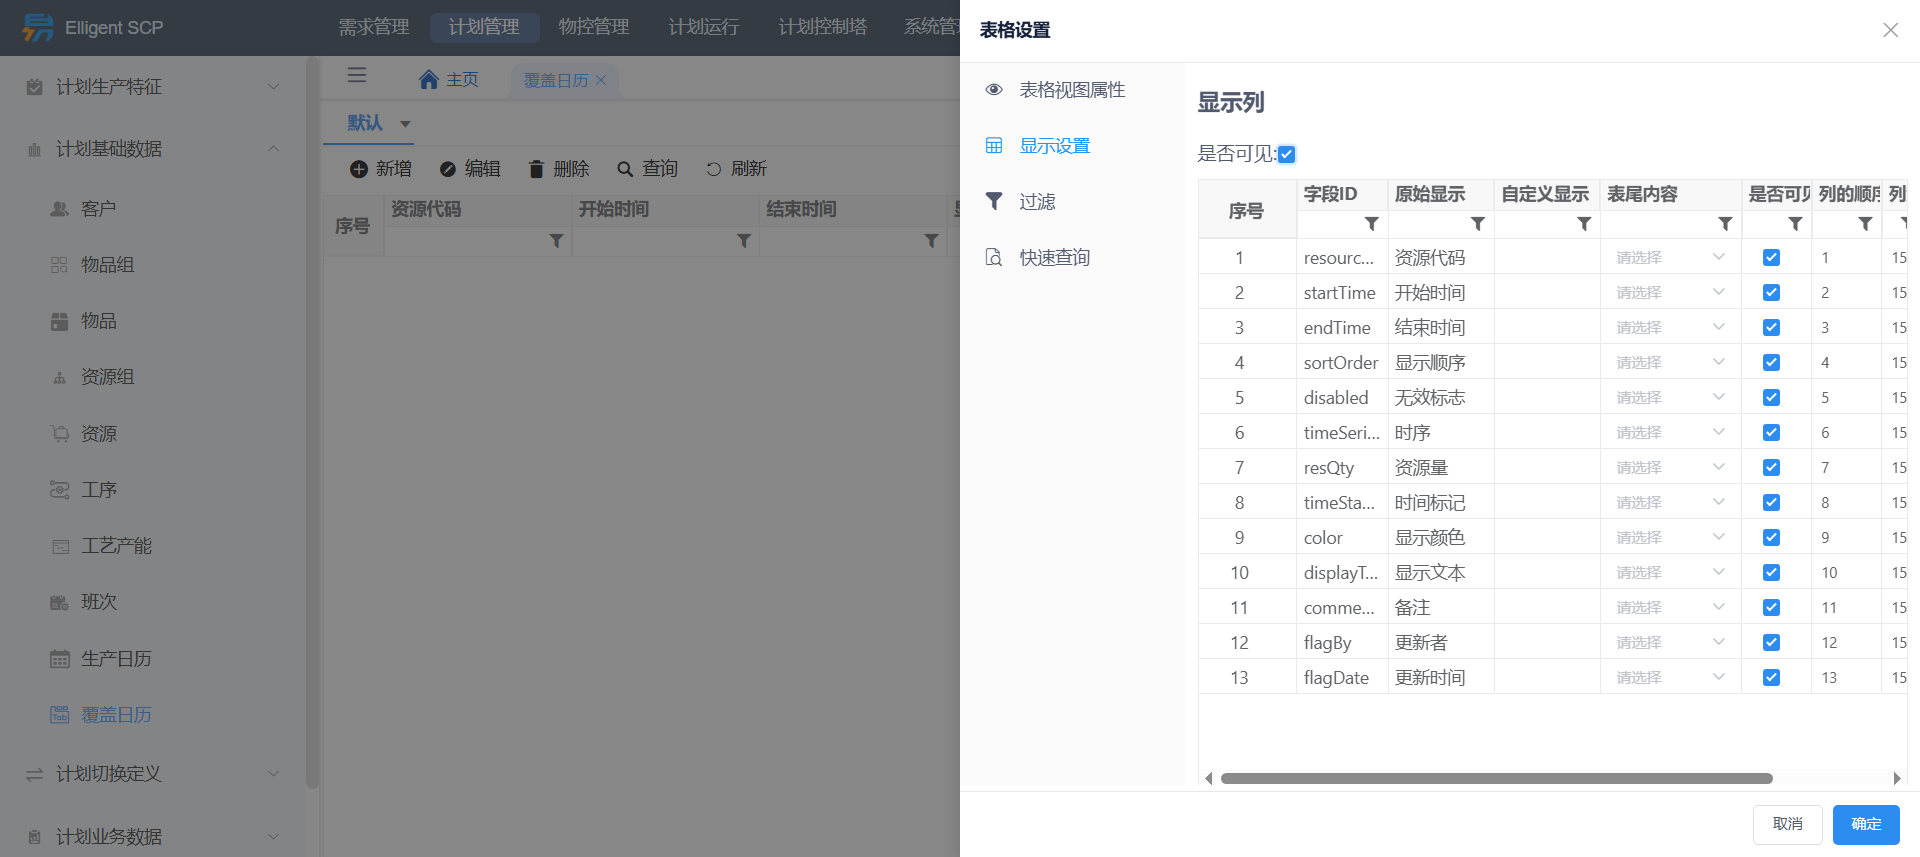 Elligent SCP
需求管理
计划管理
物控管理
计划运行
计划控制塔
系统管
计划生产特征
计划基础数据
客户
物品组
物品
资源组
资源
工序
工艺产能
班次
生产日历
覆盖日历
计划切换定义
计划业务数据
主页
覆盖日历
默认
新增
编辑
删除
查询
刷新
序号 资源代码 开始时间 结束时间
表格设置
表格视图属性
显示设置
过滤
快速查询
显示列
是否可见:
序号 字段ID 原始显示 自定义显示 表尾内容 是否可见 列的顺序 列
1 resourc... 资源代码 请选择 1 15
2 startTime 开始时间 请选择 2 15
3 endTime 结束时间 请选择 3 15
4 sortOrder 显示顺序 请选择 4 15
5 disabled 无效标志 请选择 5 15
6 timeSeri... 时序 请选择 6 15
7 resQty 资源量 请选择 7 15
8 timeSta... 时间标记 请选择 8 15
9 color 显示颜色 请选择 9 15
10 displayT... 显示文本 请选择 10 15
11 comme... 备注 请选择 11 15
12 flagBy 更新者 请选择 12 15
13 flagDate 更新时间 请选择 13 15
取消
确定